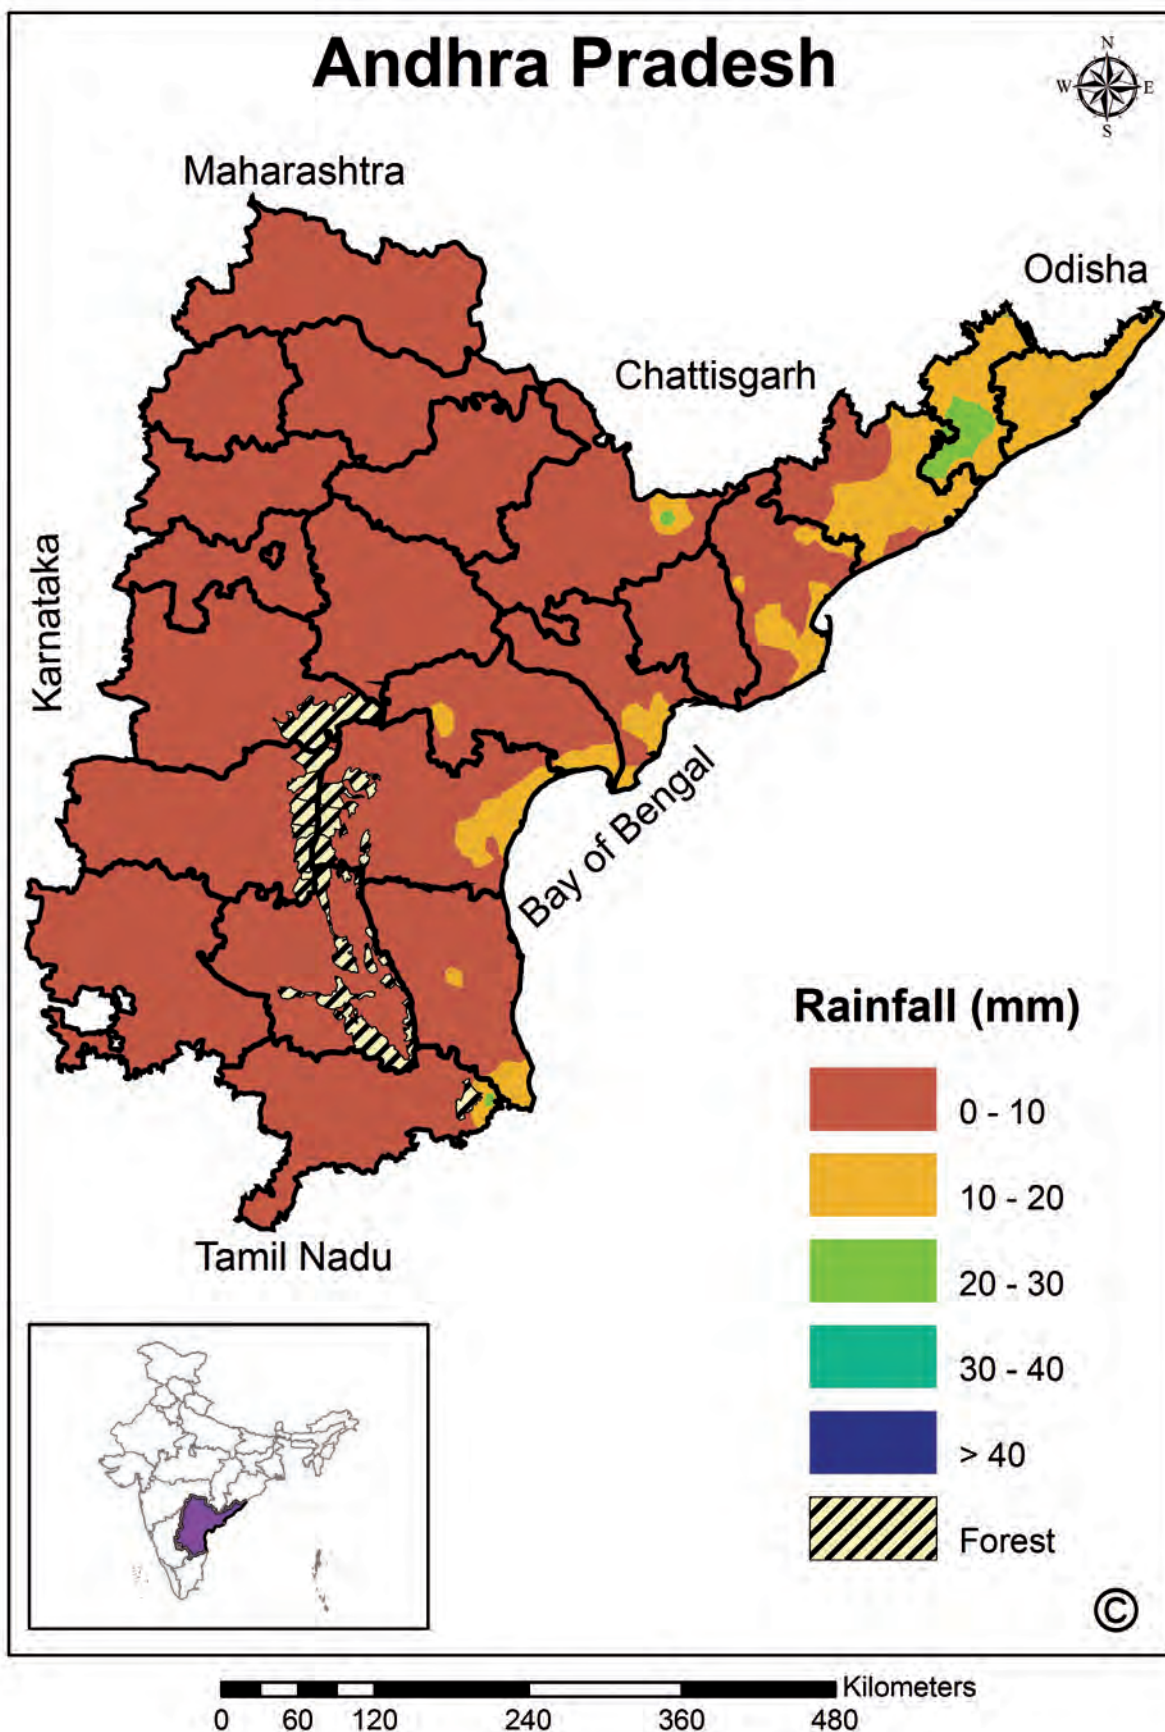 Andhra Pradesh
N
W E
S
Maharashtra
Odisha
Chattisgarh
Karnataka
Bay of Bengal
Tamil Nadu
Rainfall (mm)
0 - 10
10 - 20
20 - 30
30 - 40
> 40
Forest
©
Kilometers
0 60 120 240 360 480